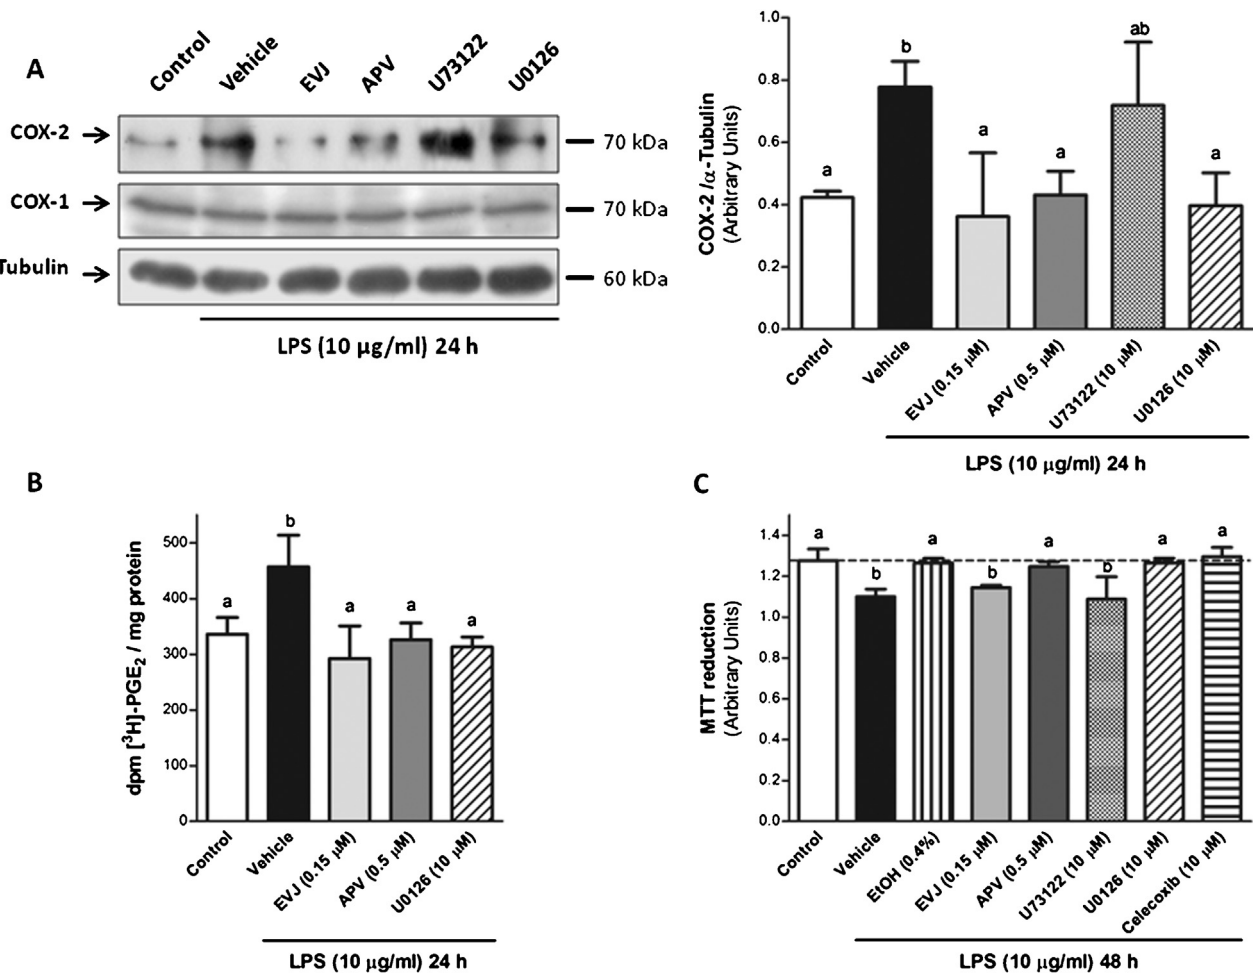 A
Control
Vehicle
EVJ
APV
U73122
U0126
COX-2
70 kDa
COX-1
70 kDa
Tubulin
60 kDa
LPS (10 µg/ml) 24 h
COX-2 /α-Tubulin
(Arbitrary Units)
1.0
0.8
0.6
0.4
0.2
0.0
a
b
a
a
ab
a
Control
Vehicle
EVJ (0.15 µM)
APV (0.5 µM)
U73122 (10 µM)
U0126 (10 µM)
LPS (10 µg/ml) 24 h
B
dpm [³H]-PGE₂ / mg protein
500
400
300
200
100
0
a
b
a
a
a
Control
Vehicle
EVJ (0.15 µM)
APV (0.5 µM)
U0126 (10 µM)
LPS (10 µg/ml) 24 h
C
MTT reduction
(Arbitrary Units)
1.4
1.2
1.0
0.8
0.6
0.4
0.2
0.0
a
b
a
b
a
b
a
a
Control
Vehicle
EtOH (0.4%)
EVJ (0.15 µM)
APV (0.5 µM)
U73122 (10 µM)
U0126 (10 µM)
Celecoxib (10 µM)
LPS (10 µg/ml) 48 h